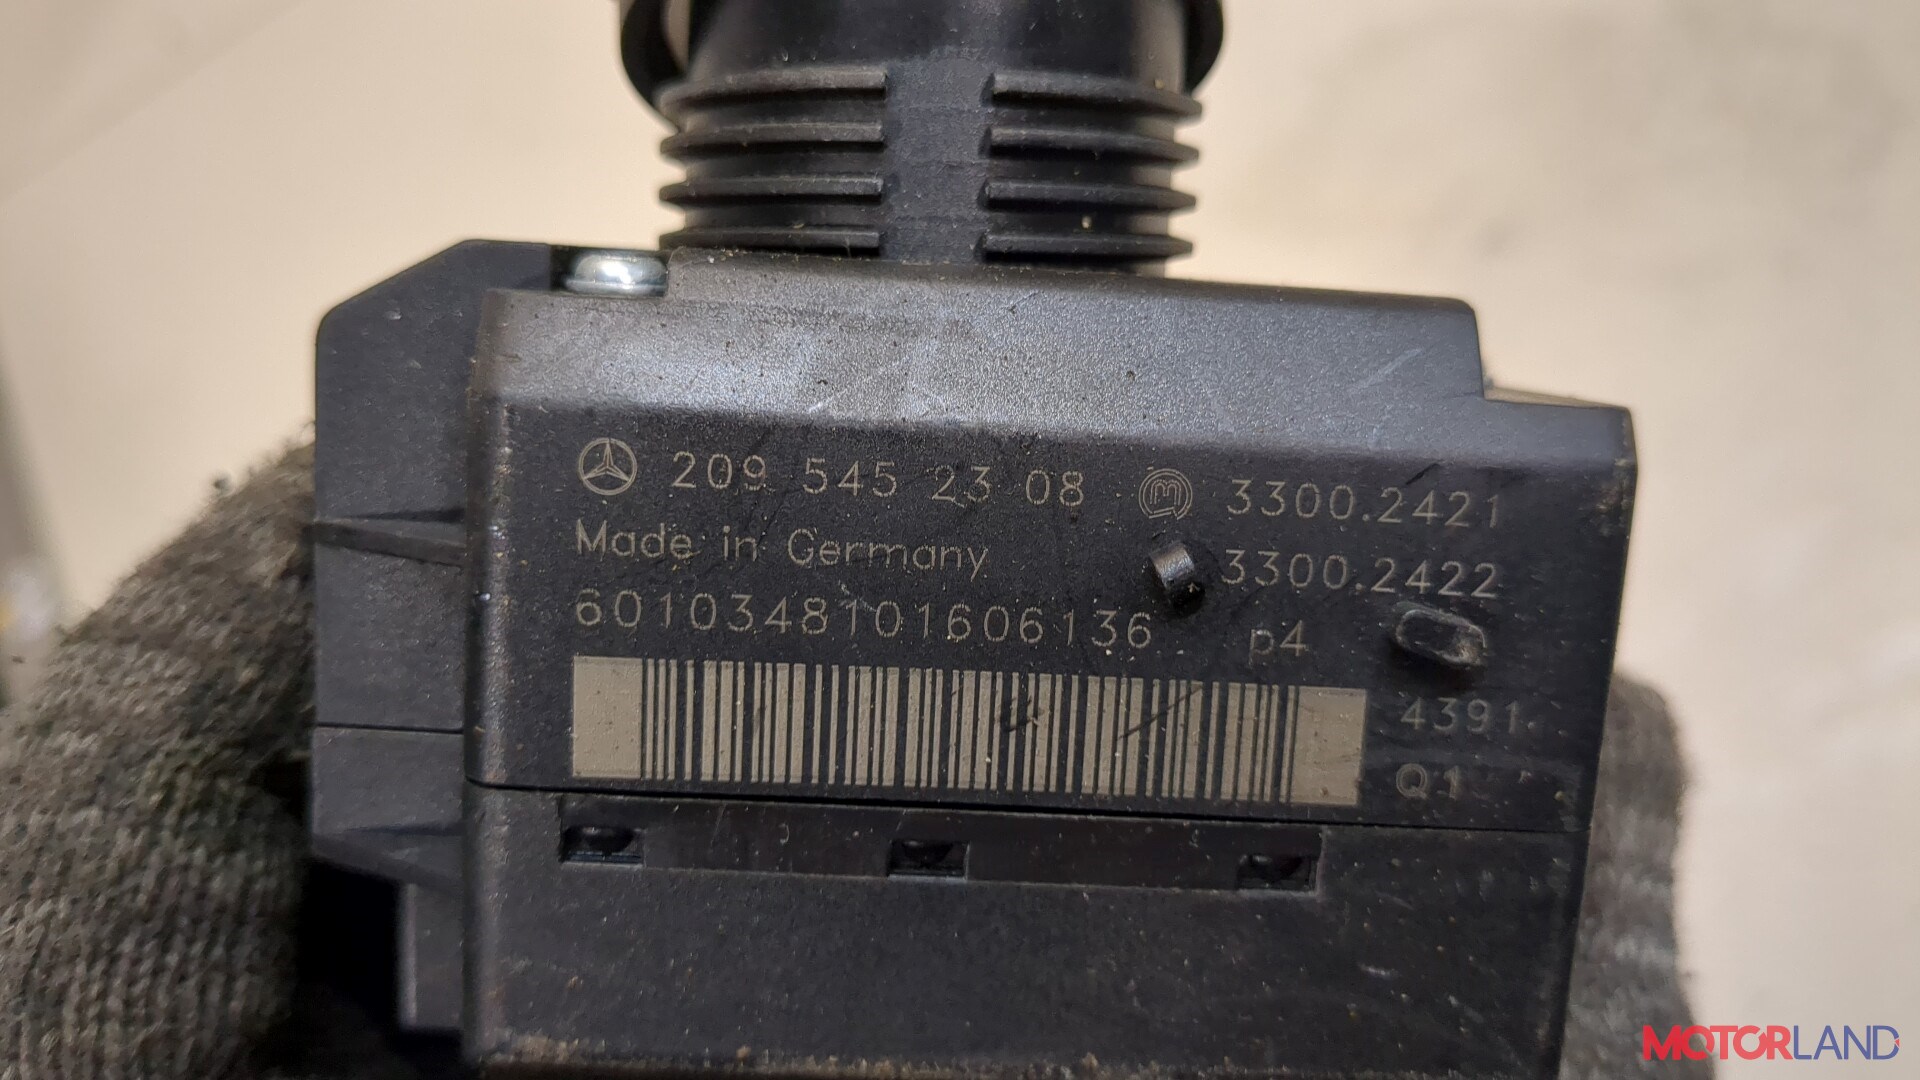 209 545 23 08 3300.2421
Made in Germany 3300.2422
6010348101606136 p4
4391
Q1
MOTORLAND